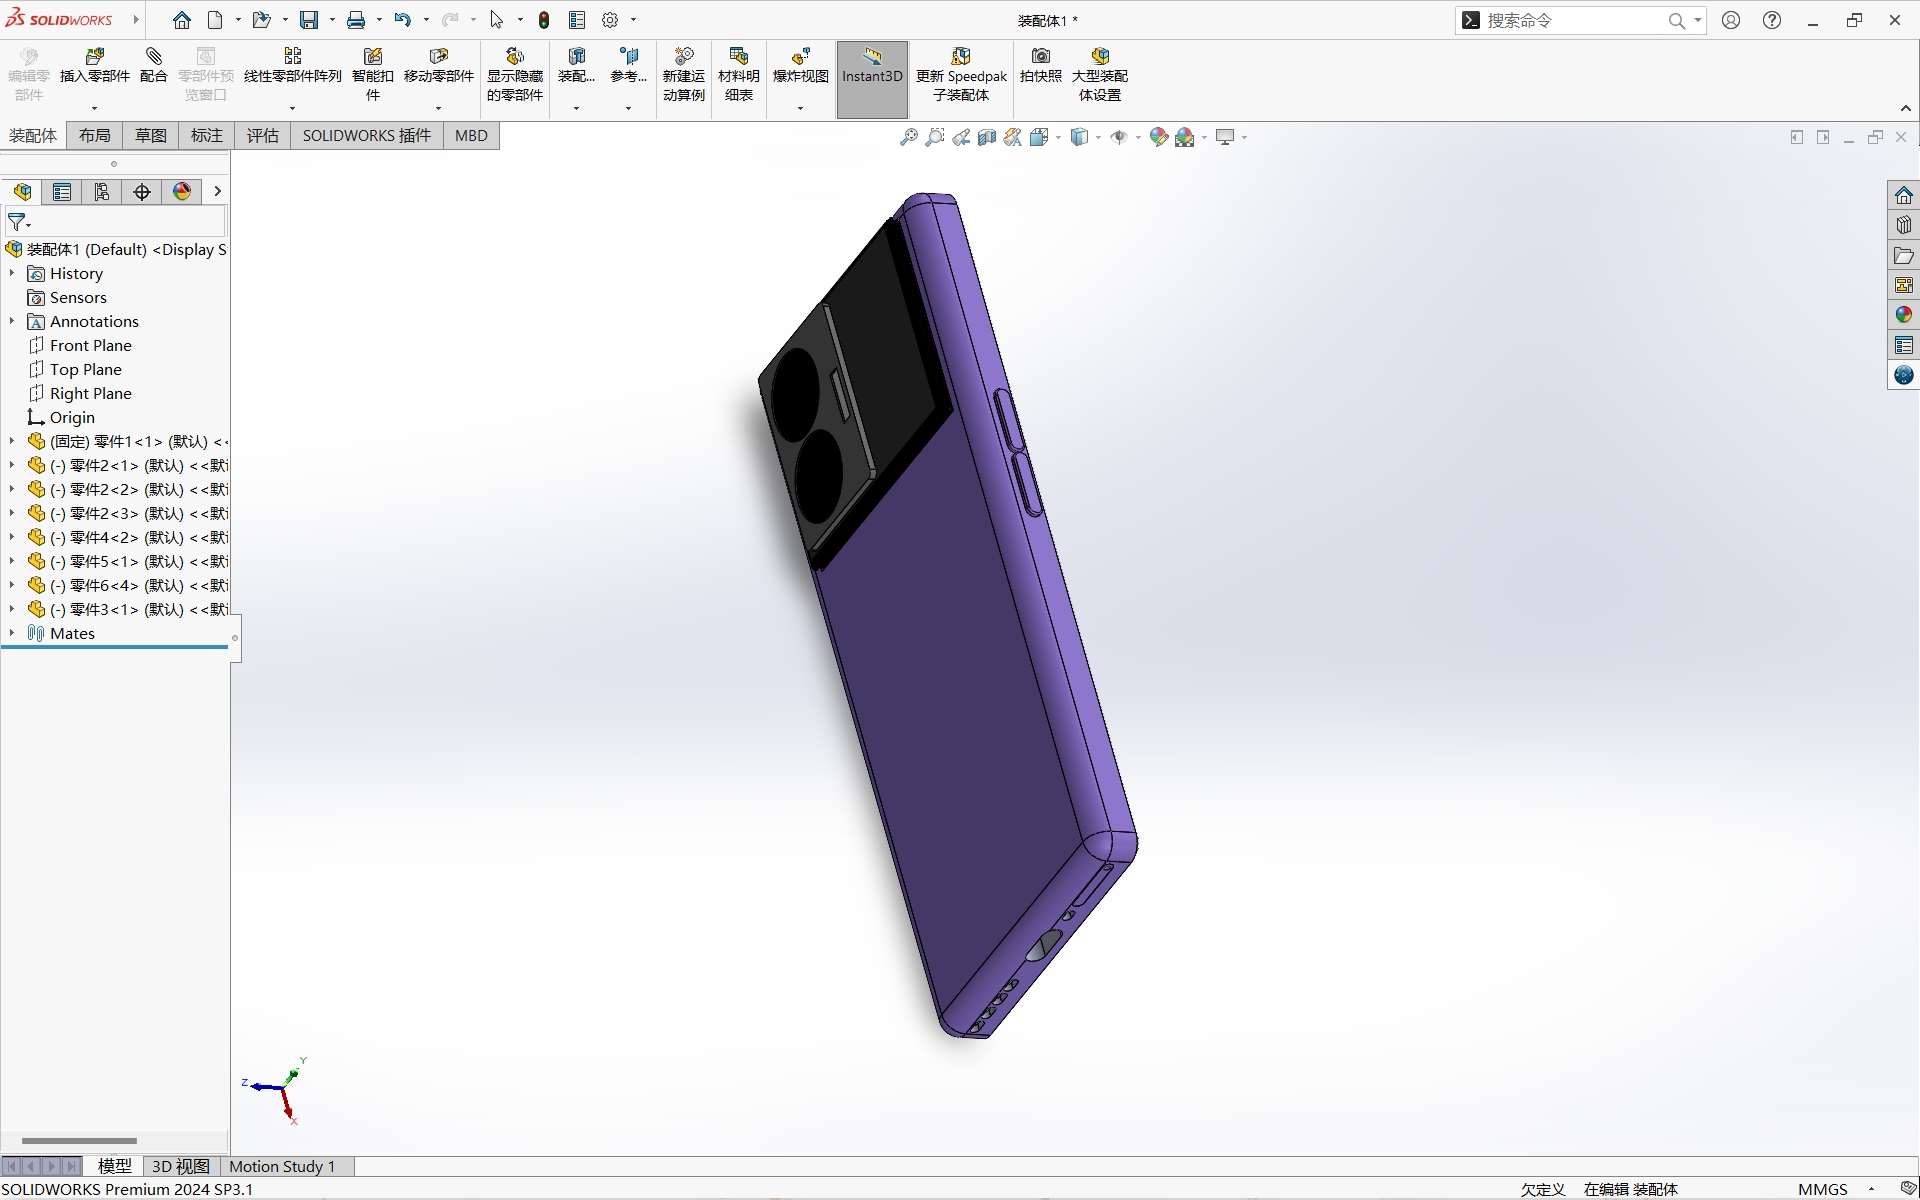 SOLIDWORKS
装配体1 *
搜索命令
编辑零部件
插入零部件
配合
零部件预览窗口
线性零部件阵列
智能扣件
移动零部件
显示隐藏的零部件
装配...
参考...
新建运动算例
材料明细表
爆炸视图
Instant3D
更新 Speedpak 子装配体
拍快照
大型装配体设置
装配体
布局
草图
标注
评估
SOLIDWORKS 插件
MBD
装配体1 (Default) <Display S
History
Sensors
Annotations
Front Plane
Top Plane
Right Plane
Origin
(固定) 零件1<1> (默认) <
(-) 零件2<1> (默认) <<默
(-) 零件2<2> (默认) <<默
(-) 零件2<3> (默认) <<默
(-) 零件4<2> (默认) <<默
(-) 零件5<1> (默认) <<默
(-) 零件6<4> (默认) <<默
(-) 零件3<1> (默认) <<默
Mates
Y
Z
X
模型
3D 视图
Motion Study 1
SOLIDWORKS Premium 2024 SP3.1
欠定义
在编辑 装配体
MMGS